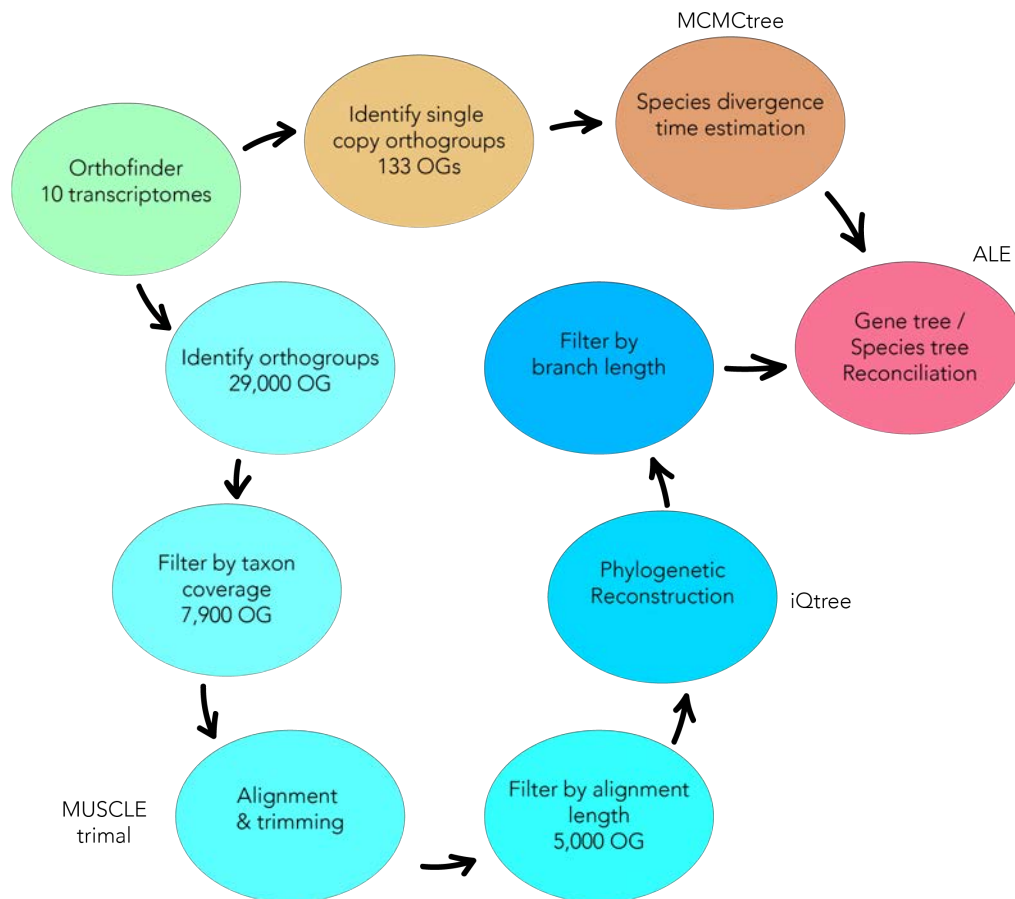 MCMCtree
Species divergence
time estimation
Identify single
copy orthogroups
133 OGs
Orthofinder
10 transcriptomes
ALE
Gene tree /
Species tree
Reconciliation
Filter by
branch length
Identify orthogroups
29,000 OG
Filter by taxon
coverage
7,900 OG
Phylogenetic
Reconstruction
iQtree
MUSCLE
trimal
Alignment
& trimming
Filter by alignment
length
5,000 OG